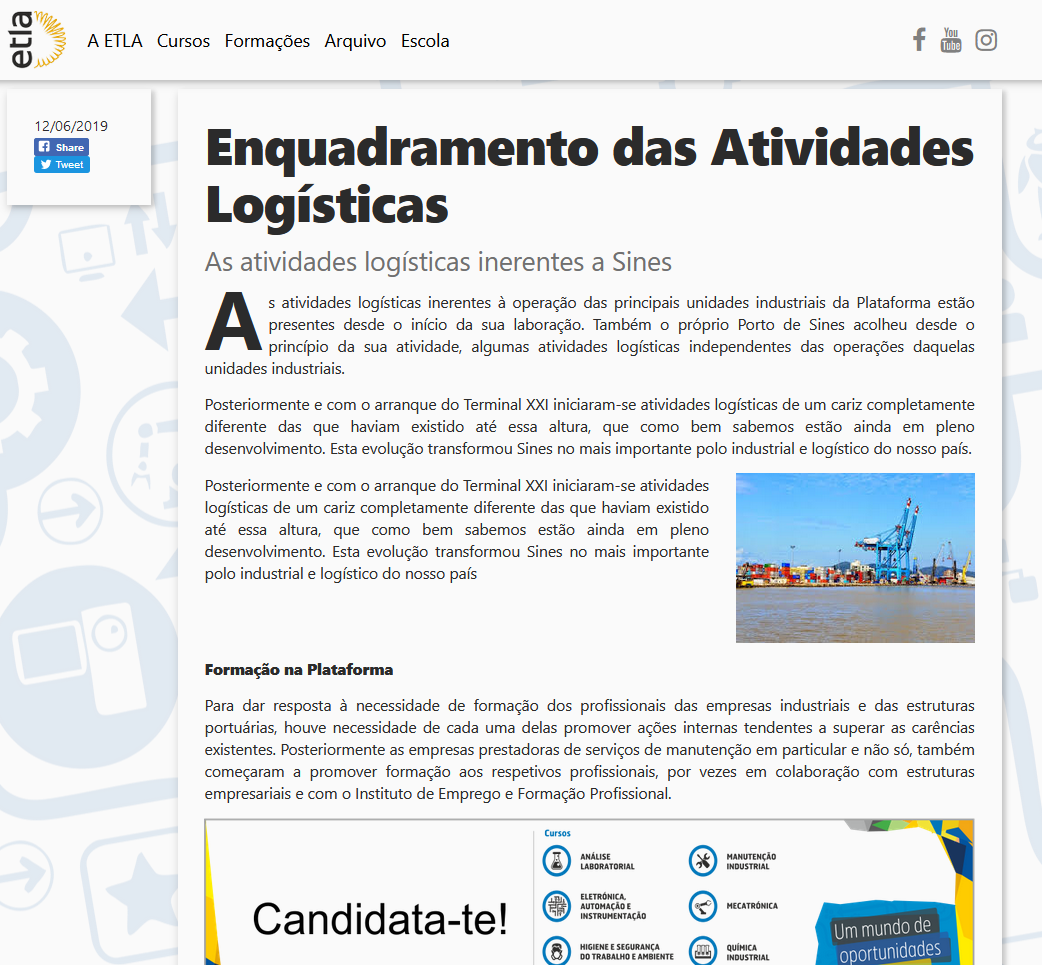 etla
A ETLA Cursos Formações Arquivo Escola
You
Tube
12/06/2019
Share
Tweet
Enquadramento das Atividades
Logísticas
As atividades logísticas inerentes a Sines
As atividades logísticas inerentes à operação das principais unidades industriais da Plataforma estão
presentes desde o início da sua laboração. Também o próprio Porto de Sines acolheu desde o
princípio da sua atividade, algumas atividades logísticas independentes das operações daquelas
unidades industriais.
Posteriormente e com o arranque do Terminal XXI iniciaram-se atividades logísticas de um cariz completamente
diferente das que haviam existido até essa altura, que como bem sabemos estão ainda em pleno
desenvolvimento. Esta evolução transformou Sines no mais importante polo industrial e logístico do nosso país.
Posteriormente e com o arranque do Terminal XXI iniciaram-se atividades
logísticas de um cariz completamente diferente das que haviam existido
até essa altura, que como bem sabemos estão ainda em pleno
desenvolvimento. Esta evolução transformou Sines no mais importante
polo industrial e logístico do nosso país
Formação na Plataforma
Para dar resposta à necessidade de formação dos profissionais das empresas industriais e das estruturas
portuárias, houve necessidade de cada uma delas promover ações internas tendentes a superar as carências
existentes. Posteriormente as empresas prestadoras de serviços de manutenção em particular e não só, também
começaram a promover formação aos respetivos profissionais, por vezes em colaboração com estruturas
empresariais e com o Instituto de Emprego e Formação Profissional.
Candidata-te!
Cursos
ANÁLISE
LABORATORIAL
ELETRÓNICA,
AUTOMAÇÃO E
INSTRUMENTAÇÃO
HIGIENE E SEGURANÇA
DO TRABALHO E AMBIENTE
MANUTENÇÃO
INDUSTRIAL
MECATRÓNICA
QUÍMICA
INDUSTRIAL
Um mundo de
oportunidades